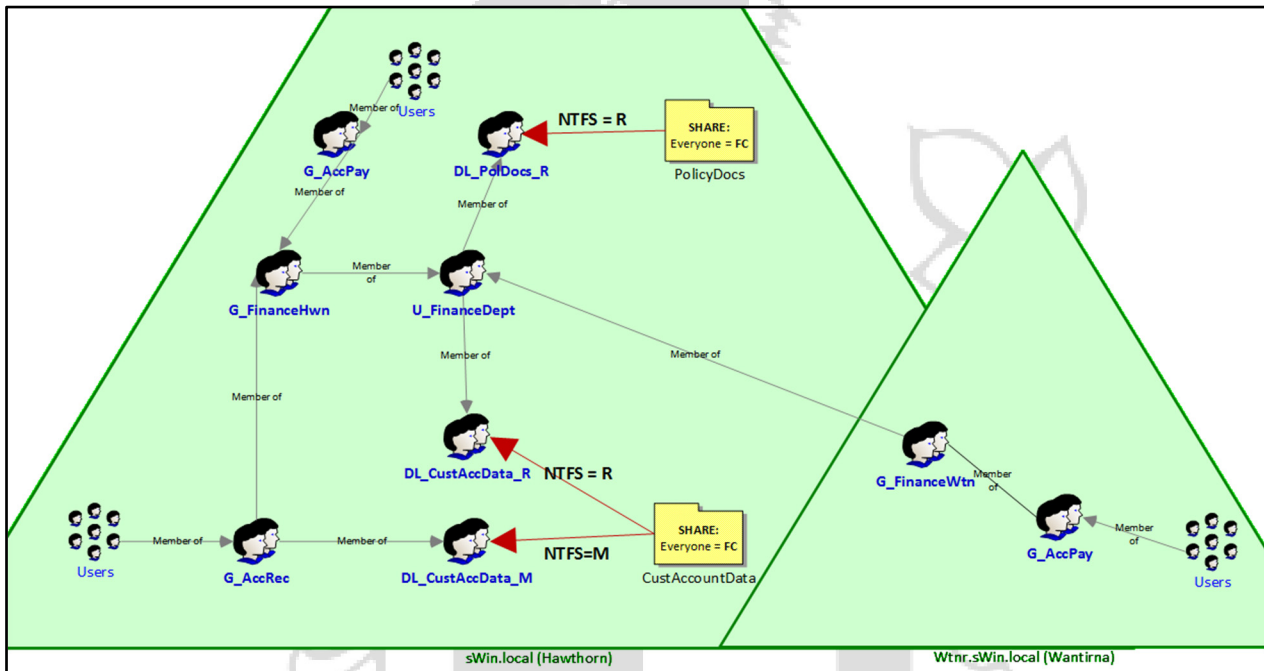 Member of
Users
G_AccPay
Member of
NTFS = R
DL_PolDocs_R
SHARE:
Everyone = FC
PolicyDocs
Member of
G_FinanceHwn
Member
of
U_FinanceDept
Member of
Member of
Member of
DL_CustAccData_R
NTFS = R
Users
Member of
G_AccRec
Member of
DL_CustAccData_M
NTFS=M
SHARE:
Everyone = FC
CustAccountData
G_FinanceWtn
Member
of
G_AccPay
Member
of
Users
sWin.local (Hawthorn)
Wtnr.sWin.local (Wantirna)